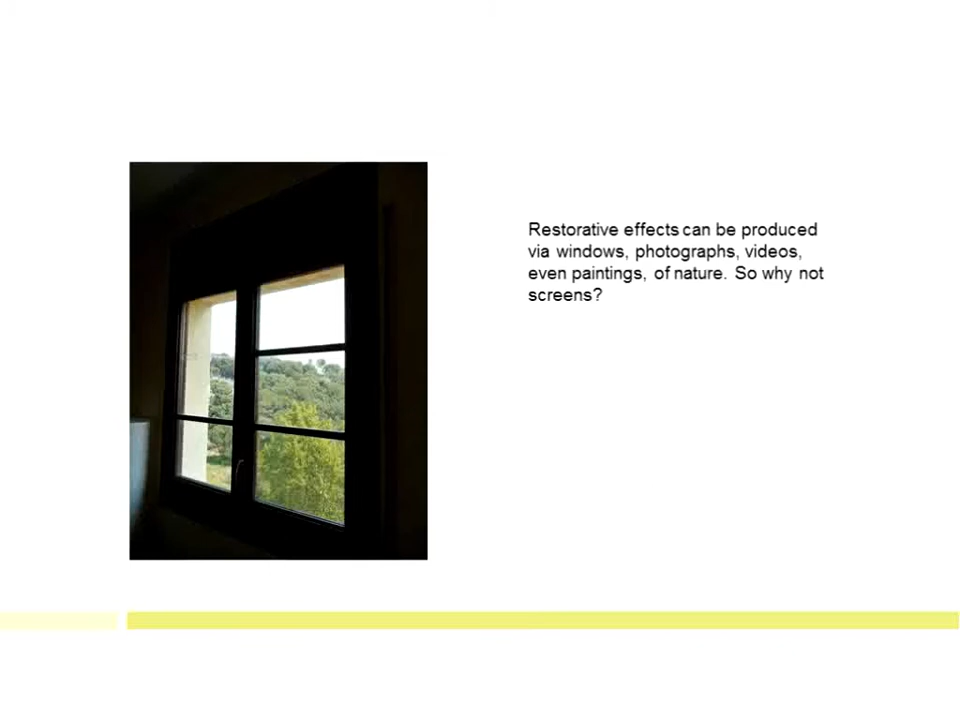 Restorative effects can be produced
via windows, photographs, videos,
even paintings, of nature. So why not
screens?